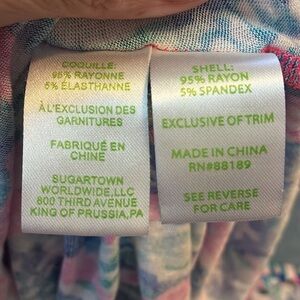 COQUILLE:
95% RAYONNE
5% ÉLASTHANNE
À L'EXCLUSION DES
GARNITURES
FABRIQUÉ EN
CHINE
SUGARTOWN
WORLDWIDE, LLC
800 THIRD AVENUE
KING OF PRUSSIA, PA
SHELL:
95% RAYON
5% SPANDEX
EXCLUSIVE OF TRIM
MADE IN CHINA
RN#88189
SEE REVERSE
FOR CARE